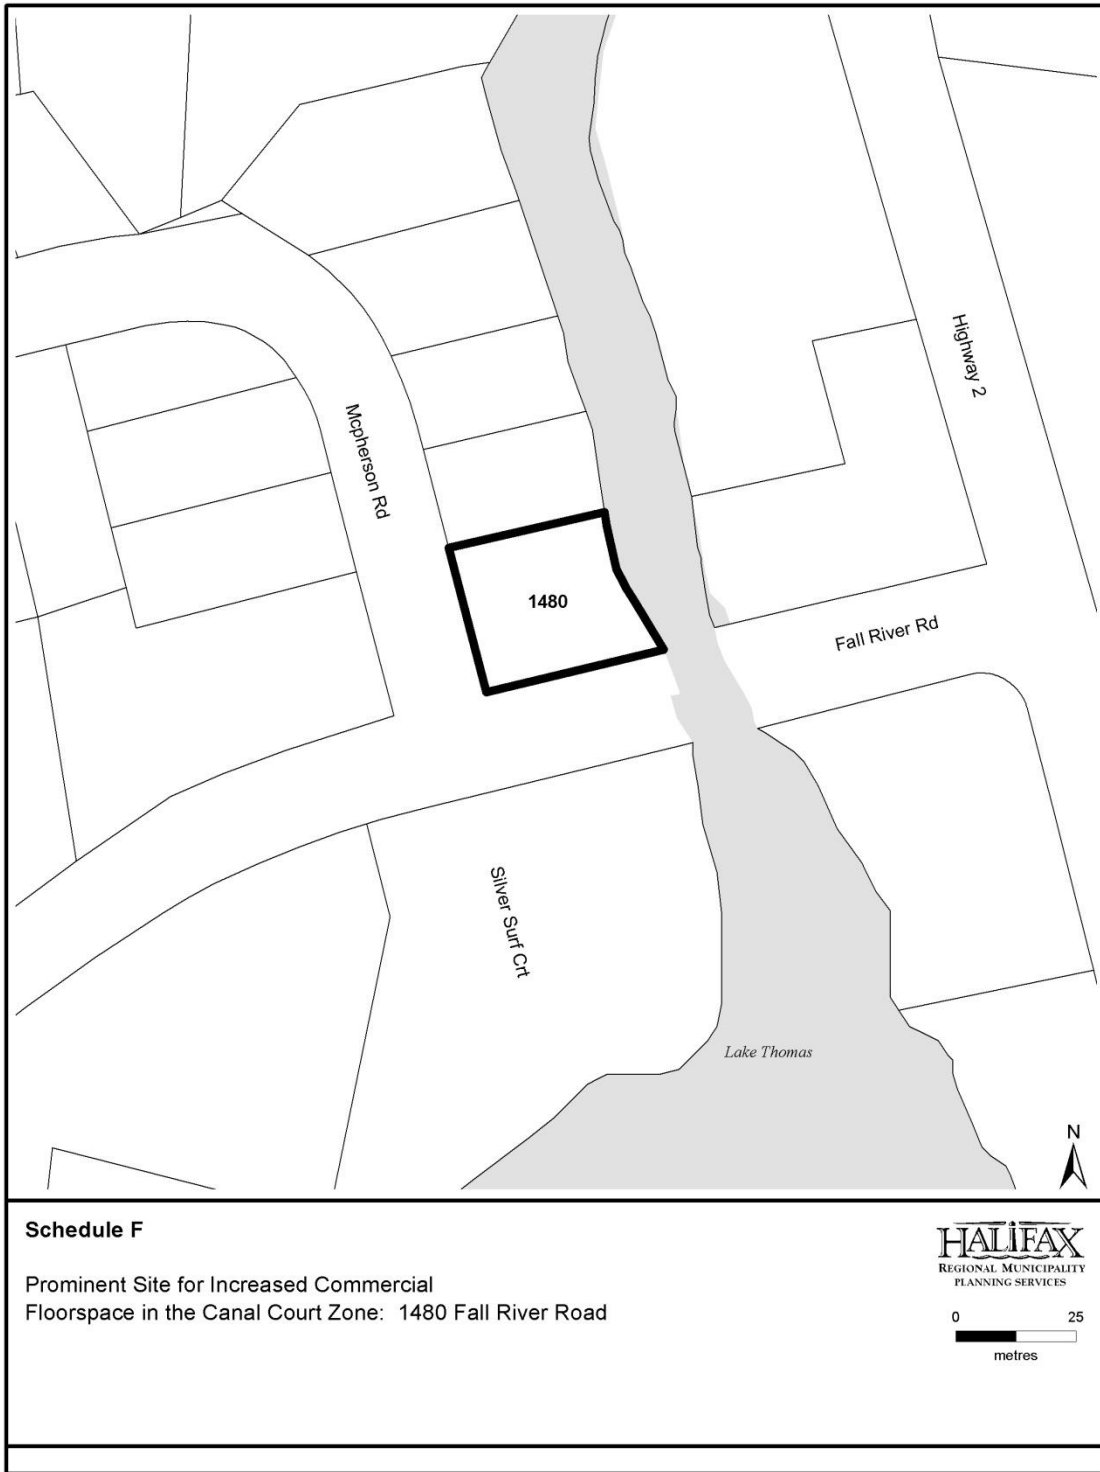 Highway 2
Mcpherson Rd
1480
Fall River Rd
Silver Surf Crt
Lake Thomas
N
Schedule F
Prominent Site for Increased Commercial
Floorspace in the Canal Court Zone:  1480 Fall River Road
HALIFAX
REGIONAL MUNICIPALITY
PLANNING SERVICES
0 25
metres